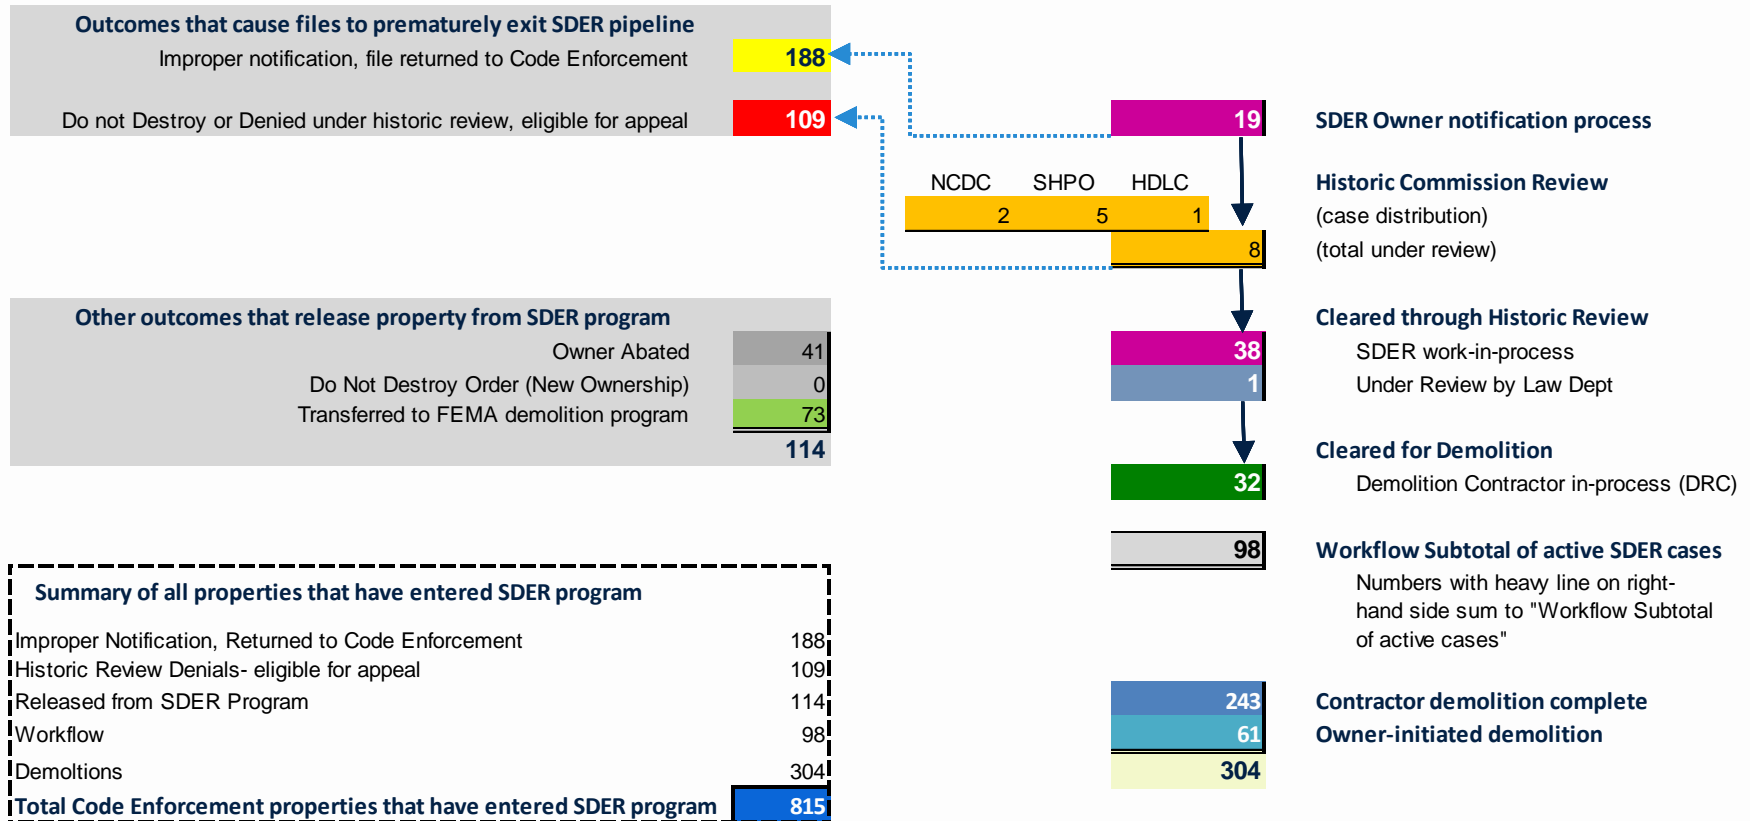 Outcomes that cause files to prematurely exit SDER pipeline
Improper notification, file returned to Code Enforcement 188
Do not Destroy or Denied under historic review, eligible for appeal 109
19 SDER Owner notification process
NCDC SHPO HDLC Historic Commission Review
2 5 1 (case distribution)
8 (total under review)
Other outcomes that release property from SDER program
Owner Abated 41
Do Not Destroy Order (New Ownership) 0
Transferred to FEMA demolition program 73
114
Cleared through Historic Review
38 SDER work-in-process
1 Under Review by Law Dept
Cleared for Demolition
32 Demolition Contractor in-process (DRC)
98 Workflow Subtotal of active SDER cases
Numbers with heavy line on right-
hand side sum to "Workflow Subtotal
of active cases"
Summary of all properties that have entered SDER program
Improper Notification, Returned to Code Enforcement 188
Historic Review Denials- eligible for appeal 109
Released from SDER Program 114
Workflow 98
Demoltions 304
Total Code Enforcement properties that have entered SDER program 815
243 Contractor demolition complete
61 Owner-initiated demolition
304